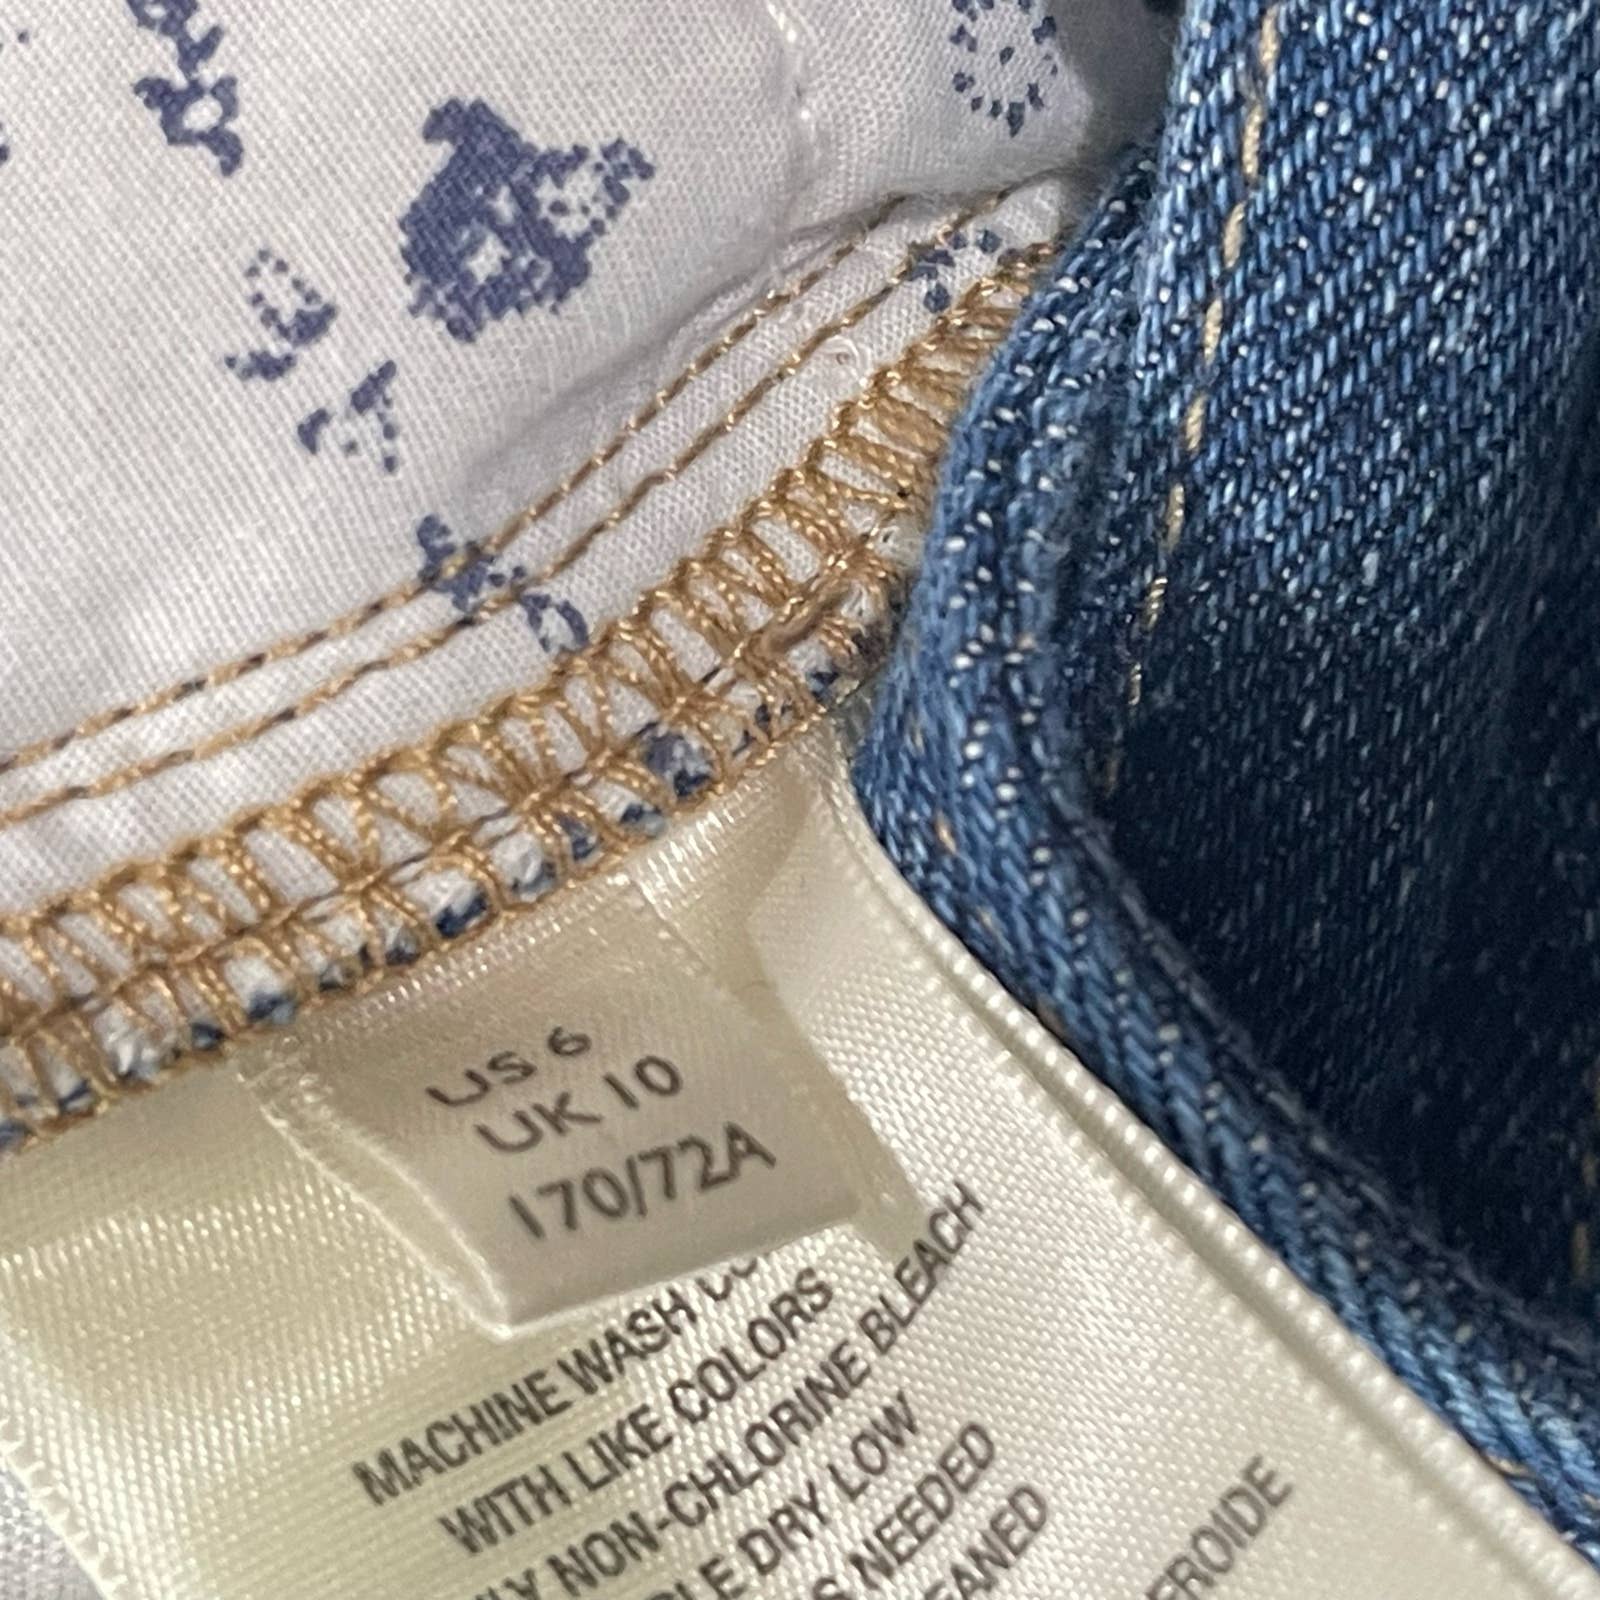 US 6
UK 10
170/72A
MACHINE WASH
WITH LIKE COLORS
NON-CHLORINE BLEACH
DRY LOW
NEEDED